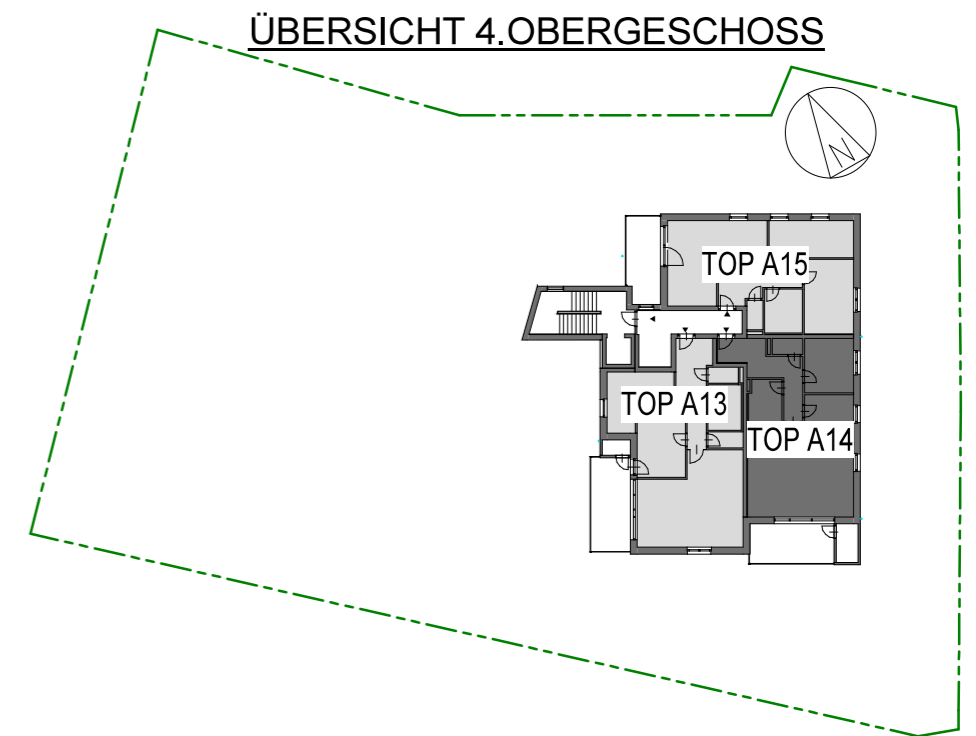 ÜBERSICHT 4.OBERGESCHOSS
N
TOP A15
TOP A13
TOP A14